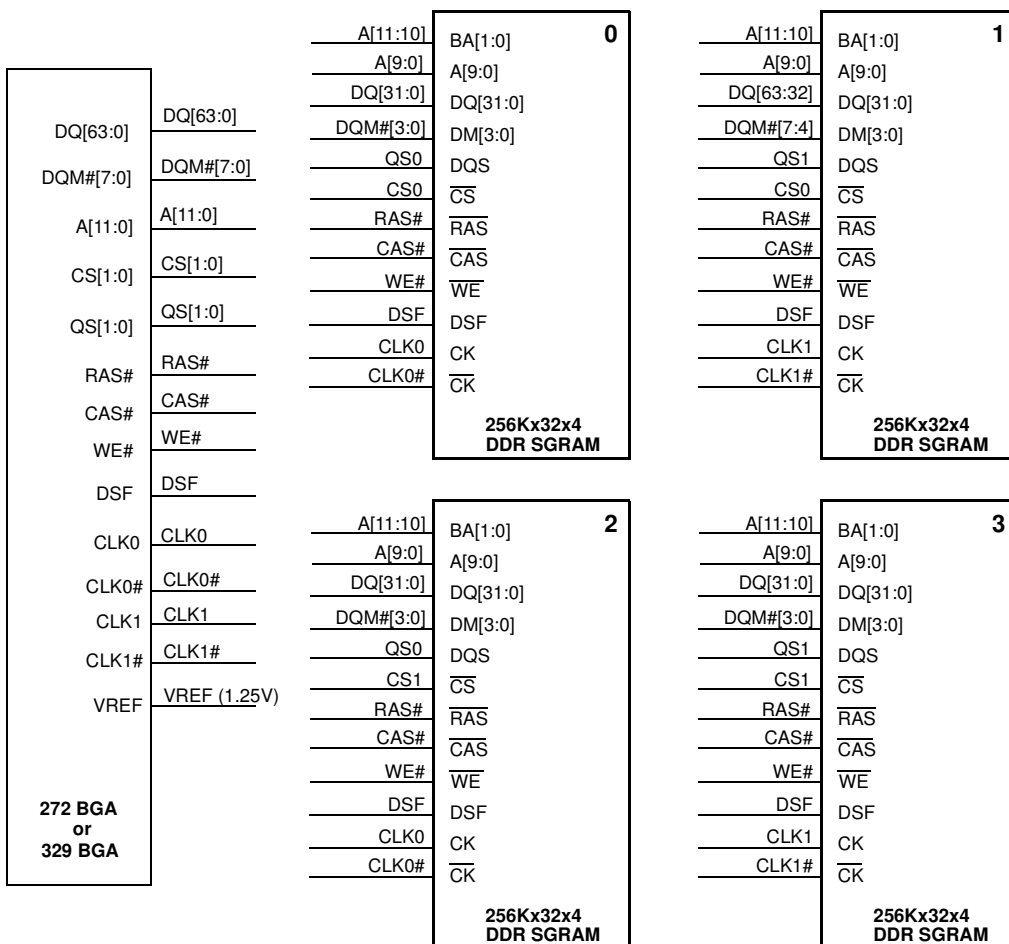 DQ[63:0] DQ[63:0]
DQM#[7:0] DQM#[7:0]
A[11:0] A[11:0]
CS[1:0] CS[1:0]
QS[1:0] QS[1:0]
RAS# RAS#
CAS# CAS#
WE# WE#
DSF DSF
CLK0 CLK0
CLK0# CLK0#
CLK1 CLK1
CLK1# CLK1#
VREF VREF (1.25V)
272 BGA
or
329 BGA
0
A[11:10] BA[1:0]
A[9:0] A[9:0]
DQ[31:0] DQ[31:0]
DQM#[3:0] DM[3:0]
QS0 DQS
CS0 CS
RAS# RAS
CAS# CAS
WE# WE
DSF DSF
CLK0 CK
CLK0# CK
256Kx32x4
DDR SGRAM
1
A[11:10] BA[1:0]
A[9:0] A[9:0]
DQ[63:32] DQ[31:0]
DQM#[7:4] DM[3:0]
QS1 DQS
CS0 CS
RAS# RAS
CAS# CAS
WE# WE
DSF DSF
CLK1 CK
CLK1# CK
256Kx32x4
DDR SGRAM
2
A[11:10] BA[1:0]
A[9:0] A[9:0]
DQ[31:0] DQ[31:0]
DQM#[3:0] DM[3:0]
QS0 DQS
CS1 CS
RAS# RAS
CAS# CAS
WE# WE
DSF DSF
CLK0 CK
CLK0# CK
256Kx32x4
DDR SGRAM
3
A[11:10] BA[1:0]
A[9:0] A[9:0]
DQ[31:0] DQ[31:0]
DQM#[3:0] DM[3:0]
QS1 DQS
CS1 CS
RAS# RAS
CAS# CAS
WE# WE
DSF DSF
CLK1 CK
CLK1# CK
256Kx32x4
DDR SGRAM